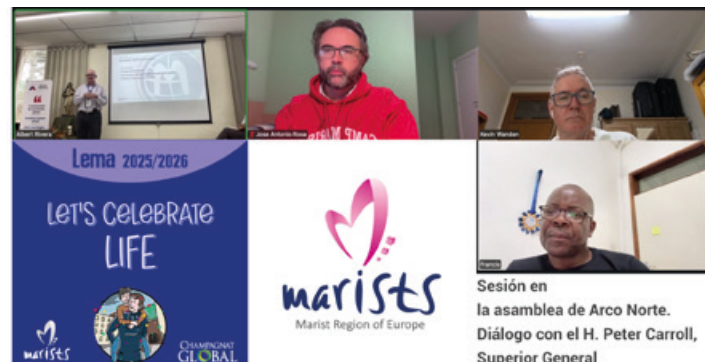 Albert Rivera
Jose Antonio Rosa
Kevin Wanden
Lema 2025/2026
LET'S CELEBRATE
LIFE
marists
CHAMPAGNAT
GLOBAL
marists
Marist Region of Europe
Francis
Sesión en
la asamblea de Arco Norte.
Diálogo con el H. Peter Carroll,
Superior General